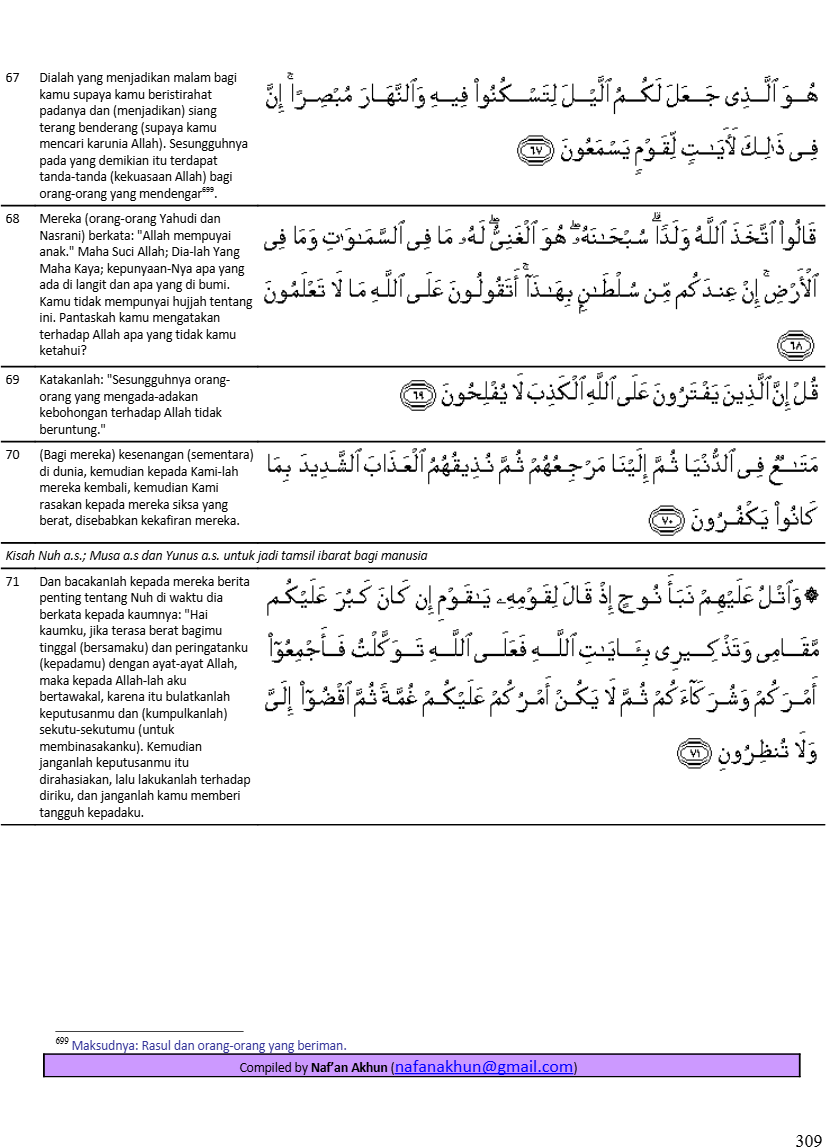 67
Dialah yang menjadikan malam bagi
kamu supaya kamu beristirahat
padanya dan (menjadikan) siang
terang benderang (supaya kamu
mencari karunia Allah). Sesungguhnya
pada yang demikian itu terdapat
tanda-tanda (kekuasaan Allah) bagi
orang-orang yang mendengar⁶⁹⁹.
هُوَ ٱلَّذِى جَعَلَ لَكُمُ ٱلَّيْلَ لِتَسْكُنُوا۟ فِيهِ وَٱلنَّهَارَ مُبْصِرًا ۚ إِنَّ
فِى ذَٰلِكَ لَأَيَـٰتٍ لِّقَوْمٍ يَسْمَعُونَ ٦٧
68
Mereka (orang-orang Yahudi dan
Nasrani) berkata: "Allah mempuyai
anak." Maha Suci Allah; Dia-lah Yang
Maha Kaya; kepunyaan-Nya apa yang
ada di langit dan apa yang di bumi.
Kamu tidak mempunyai hujjah tentang
ini. Pantaskah kamu mengatakan
terhadap Allah apa yang tidak kamu
ketahui?
قَالُوا۟ ٱتَّخَذَ ٱللَّهُ وَلَدًا ۗ سُبْحَـٰنَهُۥ ۖ هُوَ ٱلْغَنِىُّ ۖ لَهُۥ مَا فِى ٱلسَّمَـٰوَٰتِ وَمَا فِى
ٱلْأَرْضِ ۚ إِنْ عِندَكُم مِّن سُلْطَـٰنٍۭ بِهَـٰذَآ ۚ أَتَقُولُونَ عَلَى ٱللَّهِ مَا لَا تَعْلَمُونَ
٦٨
69
Katakanlah: "Sesungguhnya orang-
orang yang mengada-adakan
kebohongan terhadap Allah tidak
beruntung."
قُلْ إِنَّ ٱلَّذِينَ يَفْتَرُونَ عَلَى ٱللَّهِ ٱلْكَذِبَ لَا يُفْلِحُونَ ٦٩
70
(Bagi mereka) kesenangan (sementara)
di dunia, kemudian kepada Kami-lah
mereka kembali, kemudian Kami
rasakan kepada mereka siksa yang
berat, disebabkan kekafiran mereka.
مَتَـٰعٌ فِى ٱلدُّنْيَا ثُمَّ إِلَيْنَا مَرْجِعُهُمْ ثُمَّ نُذِيقُهُمُ ٱلْعَذَابَ ٱلشَّدِيدَ بِمَا
كَانُوا۟ يَكْفُرُونَ ٧٠
Kisah Nuh a.s.; Musa a.s dan Yunus a.s. untuk jadi tamsil ibarat bagi manusia
71
Dan bacakanlah kepada mereka berita
penting tentang Nuh di waktu dia
berkata kepada kaumnya: "Hai
kaumku, jika terasa berat bagimu
tinggal (bersamaku) dan peringatanku
(kepadamu) dengan ayat-ayat Allah,
maka kepada Allah-lah aku
bertawakal, karena itu bulatkanlah
keputusanmu dan (kumpulkanlah)
sekutu-sekutumu (untuk
membinasakanku). Kemudian
janganlah keputusanmu itu
dirahasiakan, lalu lakukanlah terhadap
diriku, dan janganlah kamu memberi
tangguh kepadaku.
۞ وَٱتْلُ عَلَيْهِمْ نَبَأَ نُوحٍ إِذْ قَالَ لِقَوْمِهِۦ يَـٰقَوْمِ إِن كَانَ كَبُرَ عَلَيْكُم
مَّقَامِى وَتَذْكِيرِى بِـَٔايَـٰتِ ٱللَّهِ فَعَلَى ٱللَّهِ تَوَكَّلْتُ فَأَجْمِعُوٓا۟
أَمْرَكُمْ وَشُرَكَآءَكُمْ ثُمَّ لَا يَكُنْ أَمْرُكُمْ عَلَيْكُمْ غُمَّةً ثُمَّ ٱقْضُوٓا۟ إِلَىَّ
وَلَا تُنظِرُونِ ٧١
⁶⁹⁹ Maksudnya: Rasul dan orang-orang yang beriman.
Compiled by Naf’an Akhun (nafanakhun@gmail.com)
309